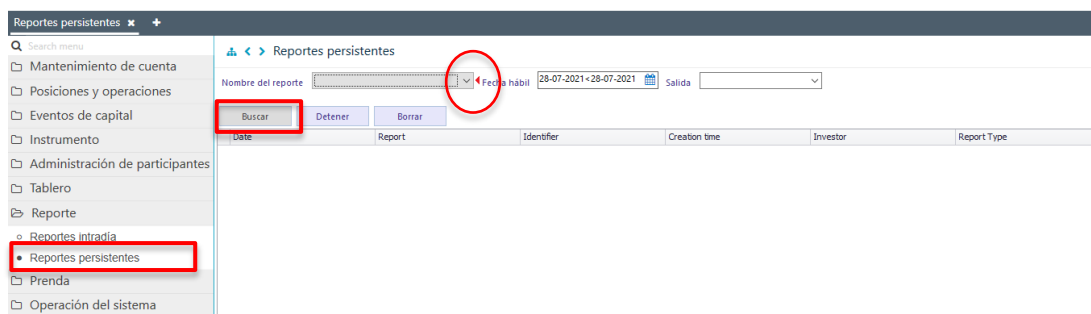 Reportes persistentes × +
Search menu
Mantenimiento de cuenta
Posiciones y operaciones
Eventos de capital
Instrumento
Administración de participantes
Tablero
Reporte
Reportes intradía
Reportes persistentes
Prenda
Operación del sistema
Reportes persistentes
Nombre del reporte Fecha hábil 28-07-2021<28-07-2021 Salida
Buscar Detener Borrar
Date Report Identifier Creation time Investor Report Type